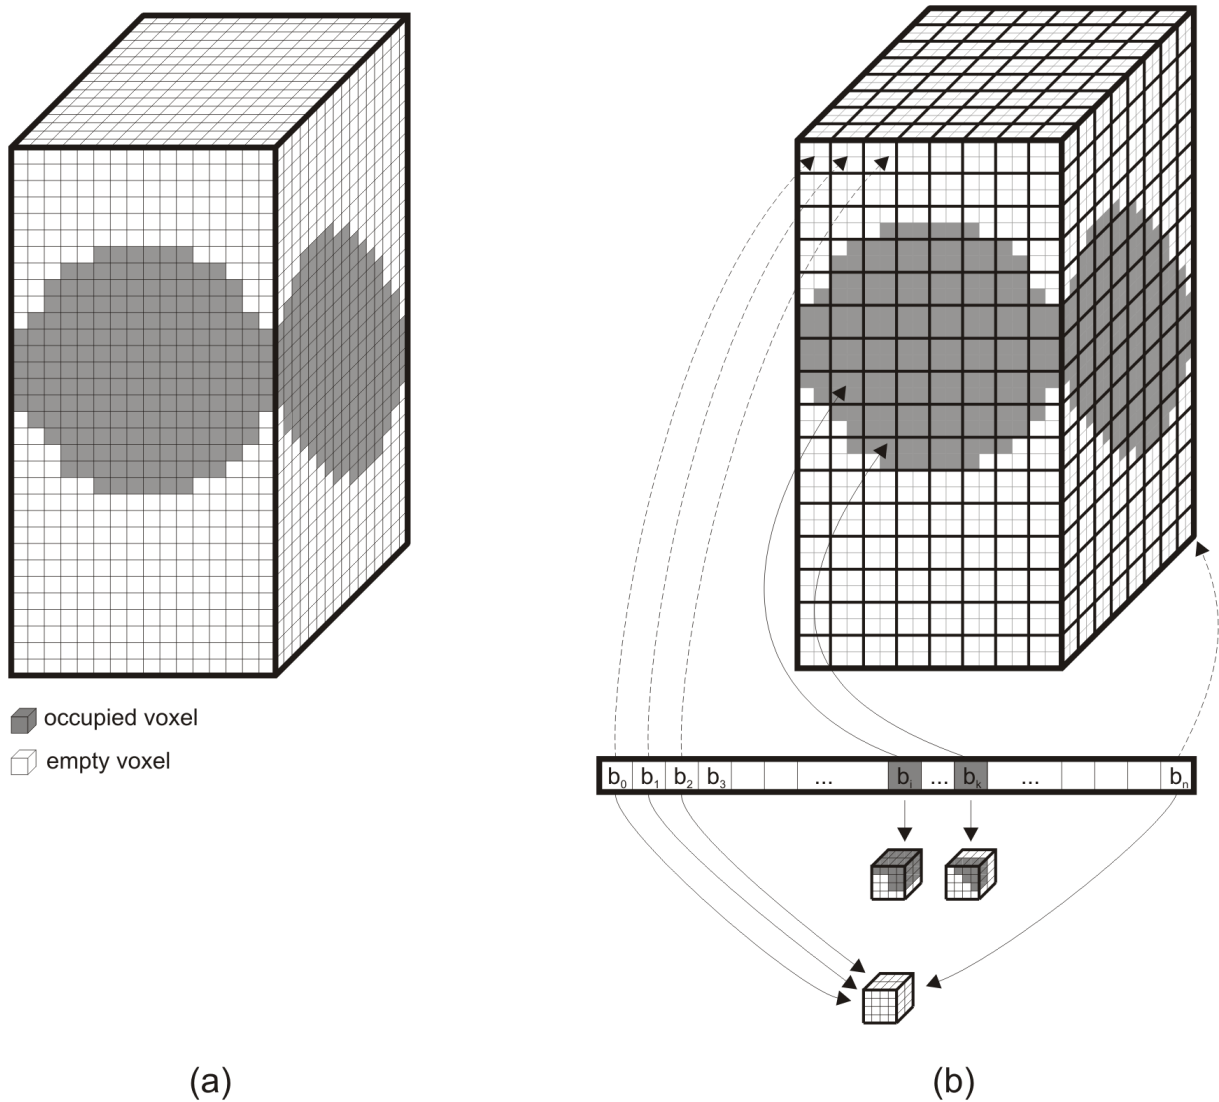 occupied voxel
empty voxel
b0 b1 b2 b3 ... bi ... bk ... bn
(a) (b)